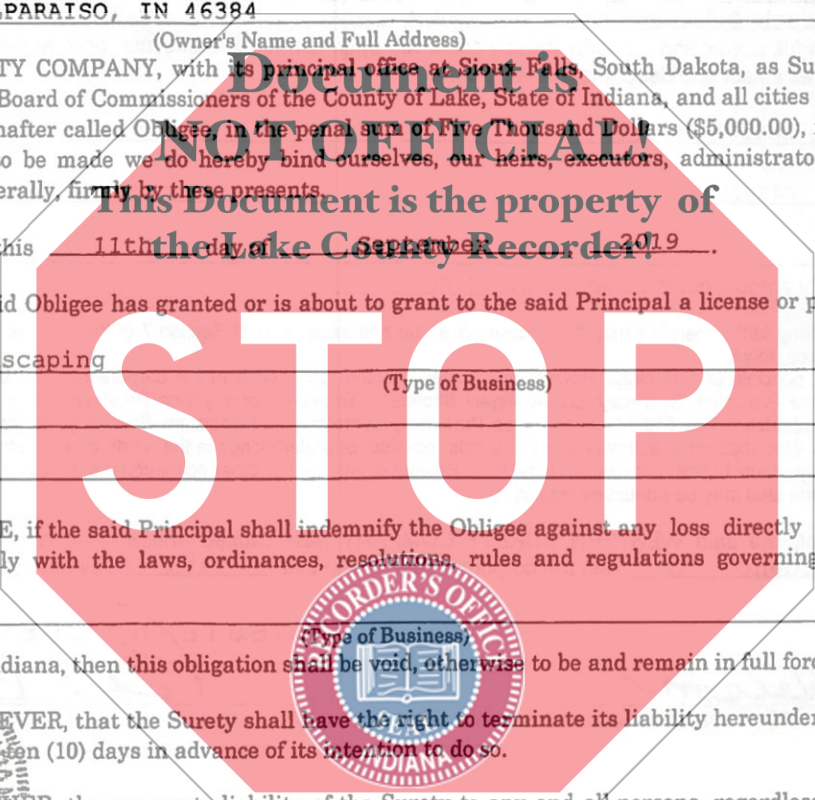 LPARAISO, IN 46384
(Owner's Name and Full Address)
TY COMPANY, with its principal office at Sioux Falls, South Dakota, as Su
Document is
Board of Commissioners of the County of Lake, State of Indiana, and all cities
nafter called Obligee, in the penal sum of Five Thousand Dollars ($5,000.00),
NOT OFFICIAL!
o be made we do hereby bind ourselves, our heirs, executors, administrato
erally, firmly by these presents.
This Document is the property of
the Lake County Recorder!
this 11th day of September, 2019.
id Obligee has granted or is about to grant to the said Principal a license or p
scaping
(Type of Business)
STOP
E, if the said Principal shall indemnify the Obligee against any loss directly
ly with the laws, ordinances, resolutions, rules and regulations governing
RECORDER'S OFFICE
(Type of Business)
ndiana, then this obligation shall be void, otherwise to be and remain in full forc
SEAL
EVER, that the Surety shall have the right to terminate its liability hereunder
ten (10) days in advance of its intention to do so.
INDIANA